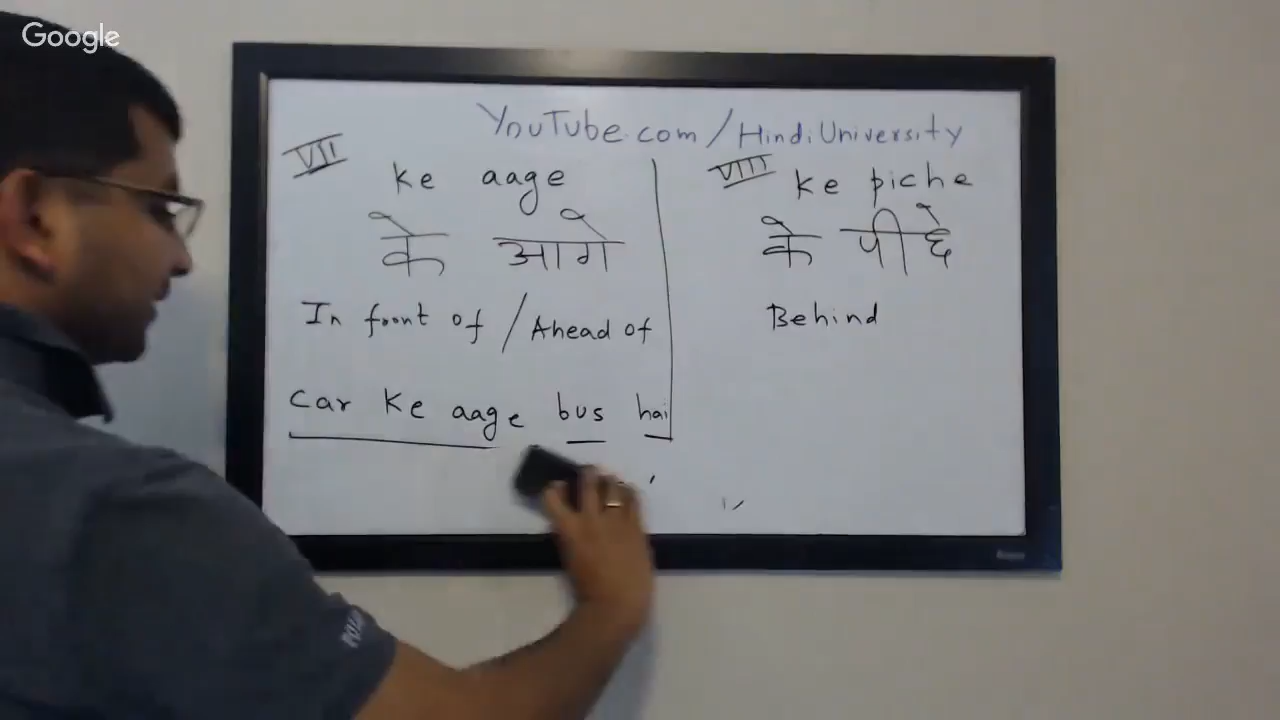 Google
YouTube.com/HindiUniversity
VII
ke aage
के आगे
In front of / Ahead of
Car ke aage bus hai
VIII
ke piche
के पीछे
Behind